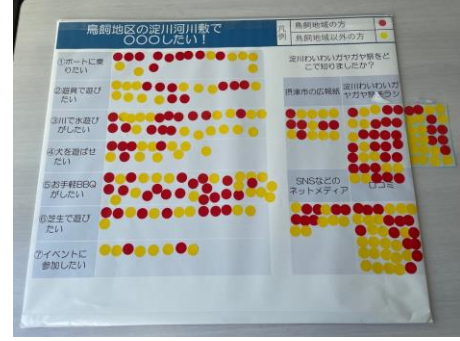 鳥飼地区の淀川河川敷で
〇〇〇したい！
凡例
鳥飼地域の方
鳥飼地域以外の方
①ボートに乗
りたい
②遊具で遊び
たい
③川で水遊び
がしたい
④犬を遊ばせ
たい
⑤お手軽BBQ
がしたい
⑥芝生で遊び
たい
⑦イベントに
参加したい
淀川わいわいガヤガヤ祭をど
こで知りましたか？
摂津市の広報紙
淀川わいわいガ
ヤガヤ祭チラシ
SNSなどの
ネットメディア
口コミ